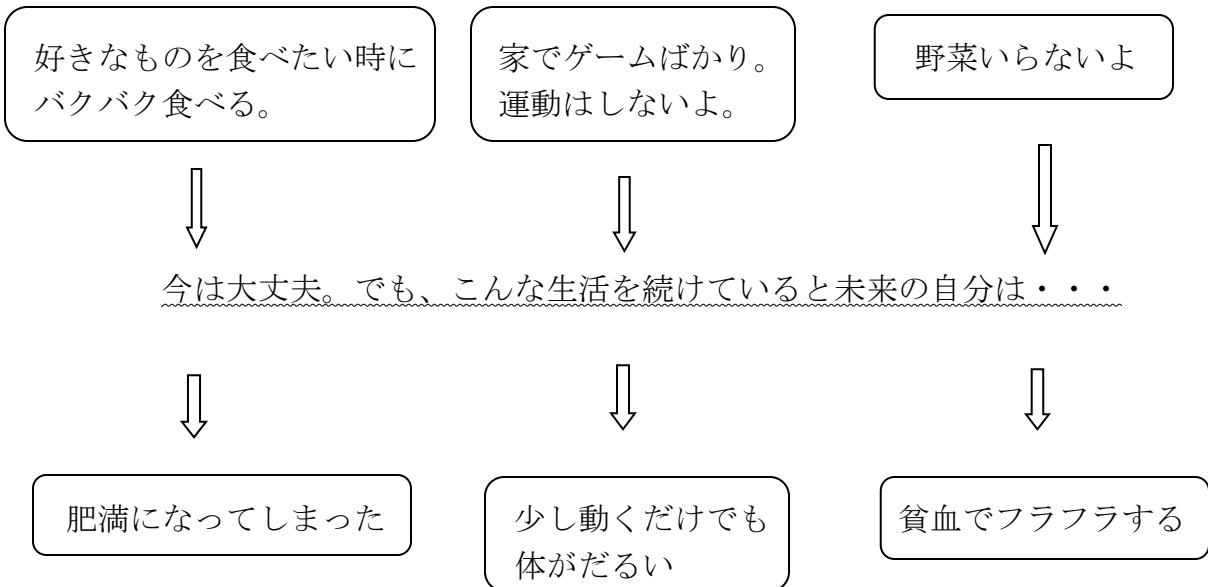 好きなものを食べたい時に
バクバク食べる。
家でゲームばかり。
運動はしないよ。
野菜いらないよ
今は大丈夫。でも、こんな生活を続けていると未来の自分は・・・
肥満になってしまった
少し動くだけでも
体がだるい
貧血でフラフラする